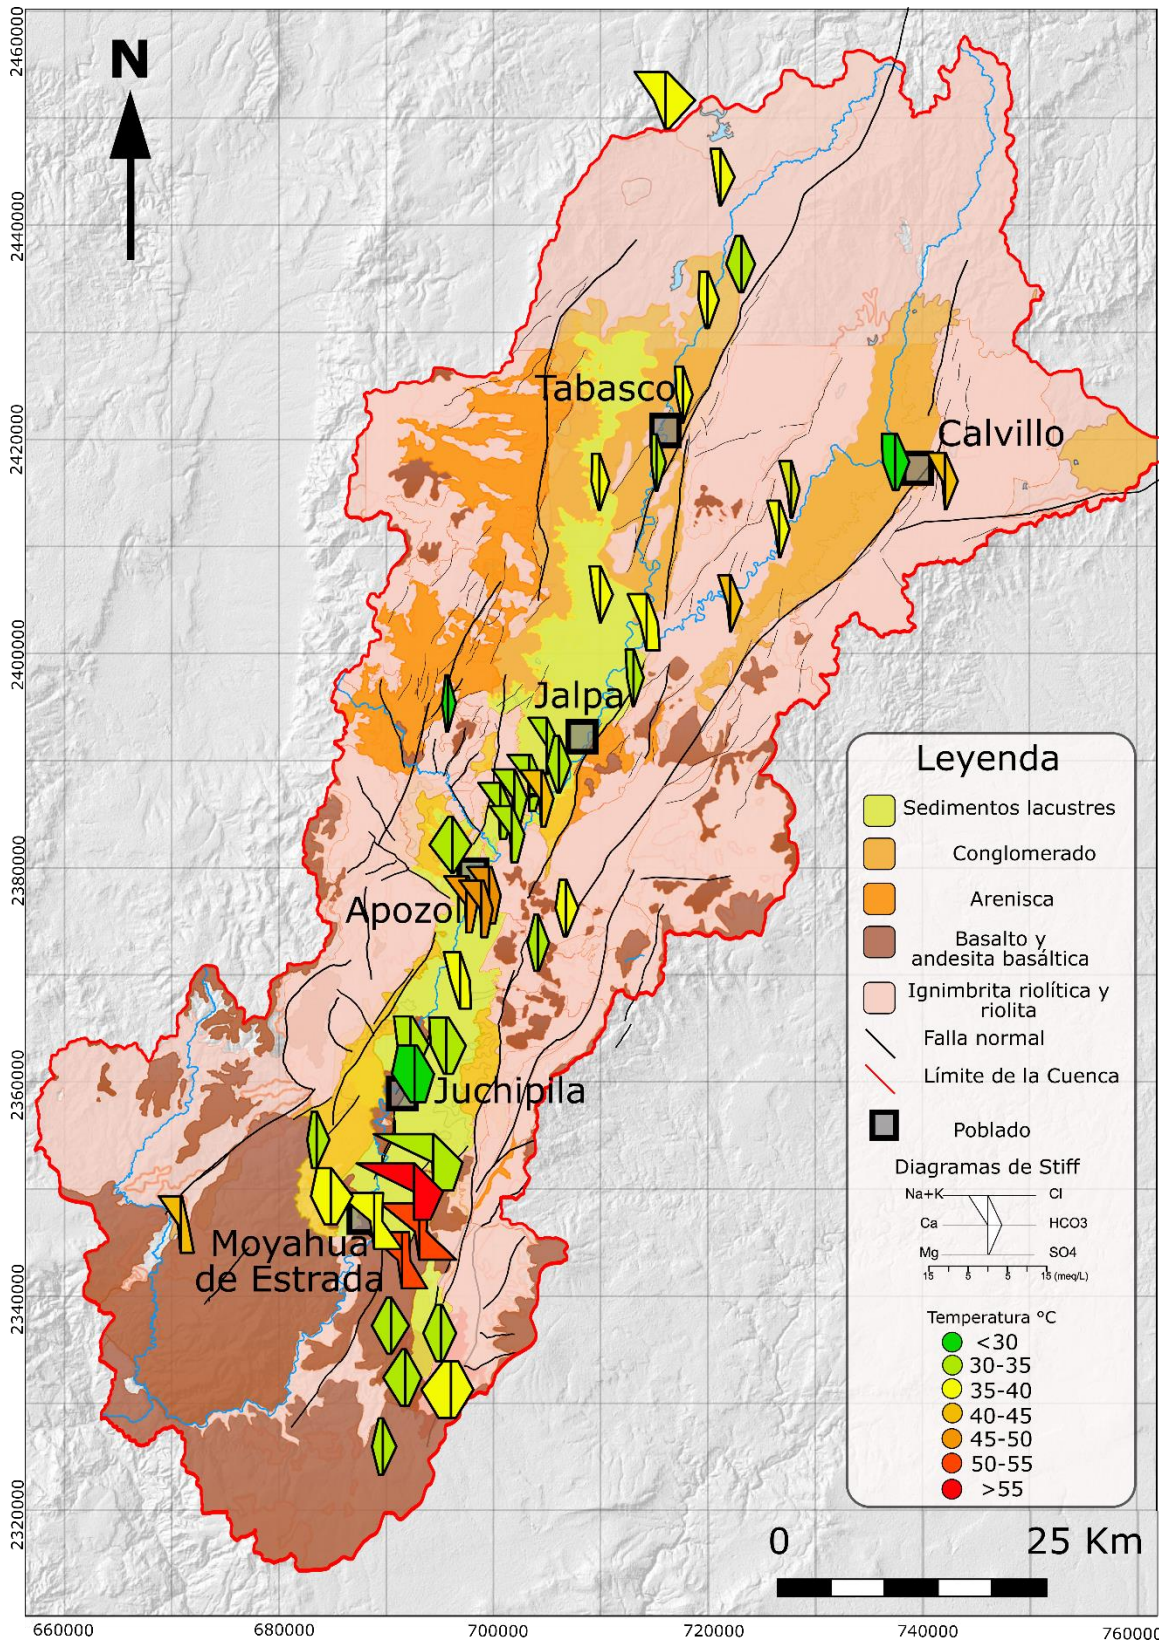 N
2460000
2440000
2420000
2400000
2380000
2360000
2340000
2320000
Tabasco
Calvillo
Jalpa
Apozol
Juchipila
Moyahua
de Estrada
Leyenda
Sedimentos lacustres
Conglomerado
Arenisca
Basalto y
andesita basáltica
Ignimbrita riolítica y
riolita
Falla normal
Límite de la Cuenca
Poblado
Diagramas de Stiff
Na+K Cl
Ca HCO3
Mg SO4
15 5 5 15 (meq/L)
Temperatura °C
<30
30-35
35-40
40-45
45-50
50-55
>55
0 25 Km
660000 680000 700000 720000 740000 760000